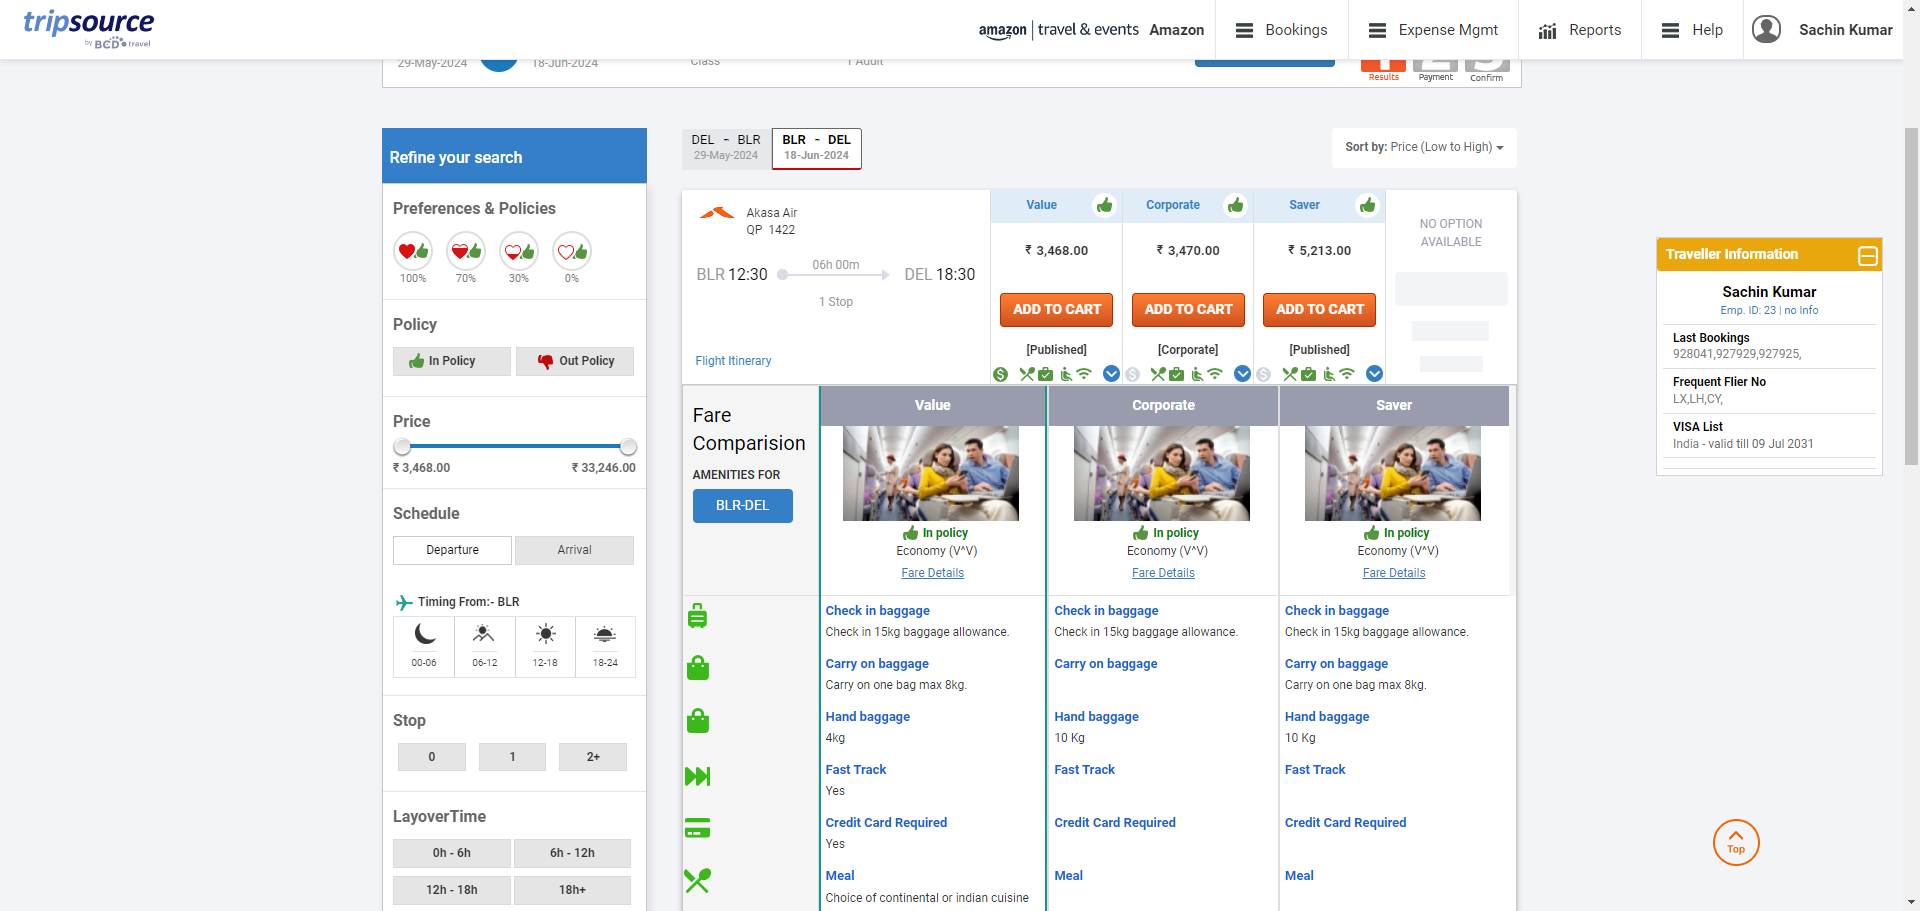 tripsource
by BCD travel
amazon | travel & events Amazon
Bookings
Expense Mgmt
Reports
Help
Sachin Kumar
29-May-2024
18-Jun-2024
Class
1 Adult
Results
Payment
Confirm
Refine your search
Preferences & Policies
100% 70% 30% 0%
Policy
In Policy
Out Policy
Price
₹ 3,468.00 ₹ 33,246.00
Schedule
Departure
Arrival
Timing From:- BLR
00-06 06-12 12-18 18-24
Stop
0 1 2+
LayoverTime
0h - 6h 6h - 12h
12h - 18h 18h+
DEL - BLR
29-May-2024
BLR - DEL
18-Jun-2024
Sort by: Price (Low to High)
Akasa Air
QP 1422
BLR 12:30
06h 00m
DEL 18:30
1 Stop
Flight Itinerary
Value
₹ 3,468.00
ADD TO CART
[Published]
Corporate
₹ 3,470.00
ADD TO CART
[Corporate]
Saver
₹ 5,213.00
ADD TO CART
[Published]
NO OPTION
AVAILABLE
Fare
Comparision
AMENITIES FOR
BLR-DEL
Value Corporate Saver
In policy In policy In policy
Economy (V^V) Economy (V^V) Economy (V^V)
Fare Details Fare Details Fare Details
Check in baggage Check in baggage Check in baggage
Check in 15kg baggage allowance. Check in 15kg baggage allowance. Check in 15kg baggage allowance.
Carry on baggage Carry on baggage Carry on baggage
Carry on one bag max 8kg. Carry on one bag max 8kg.
Hand baggage Hand baggage Hand baggage
4kg 10 Kg 10 Kg
Fast Track Fast Track Fast Track
Yes
Credit Card Required Credit Card Required Credit Card Required
Yes
Meal Meal Meal
Choice of continental or indian cuisine
Traveller Information
Sachin Kumar
Emp. ID: 23 | no Info
Last Bookings
928041,927929,927925,
Frequent Flier No
LX,LH,CY,
VISA List
India - valid till 09 Jul 2031
Top